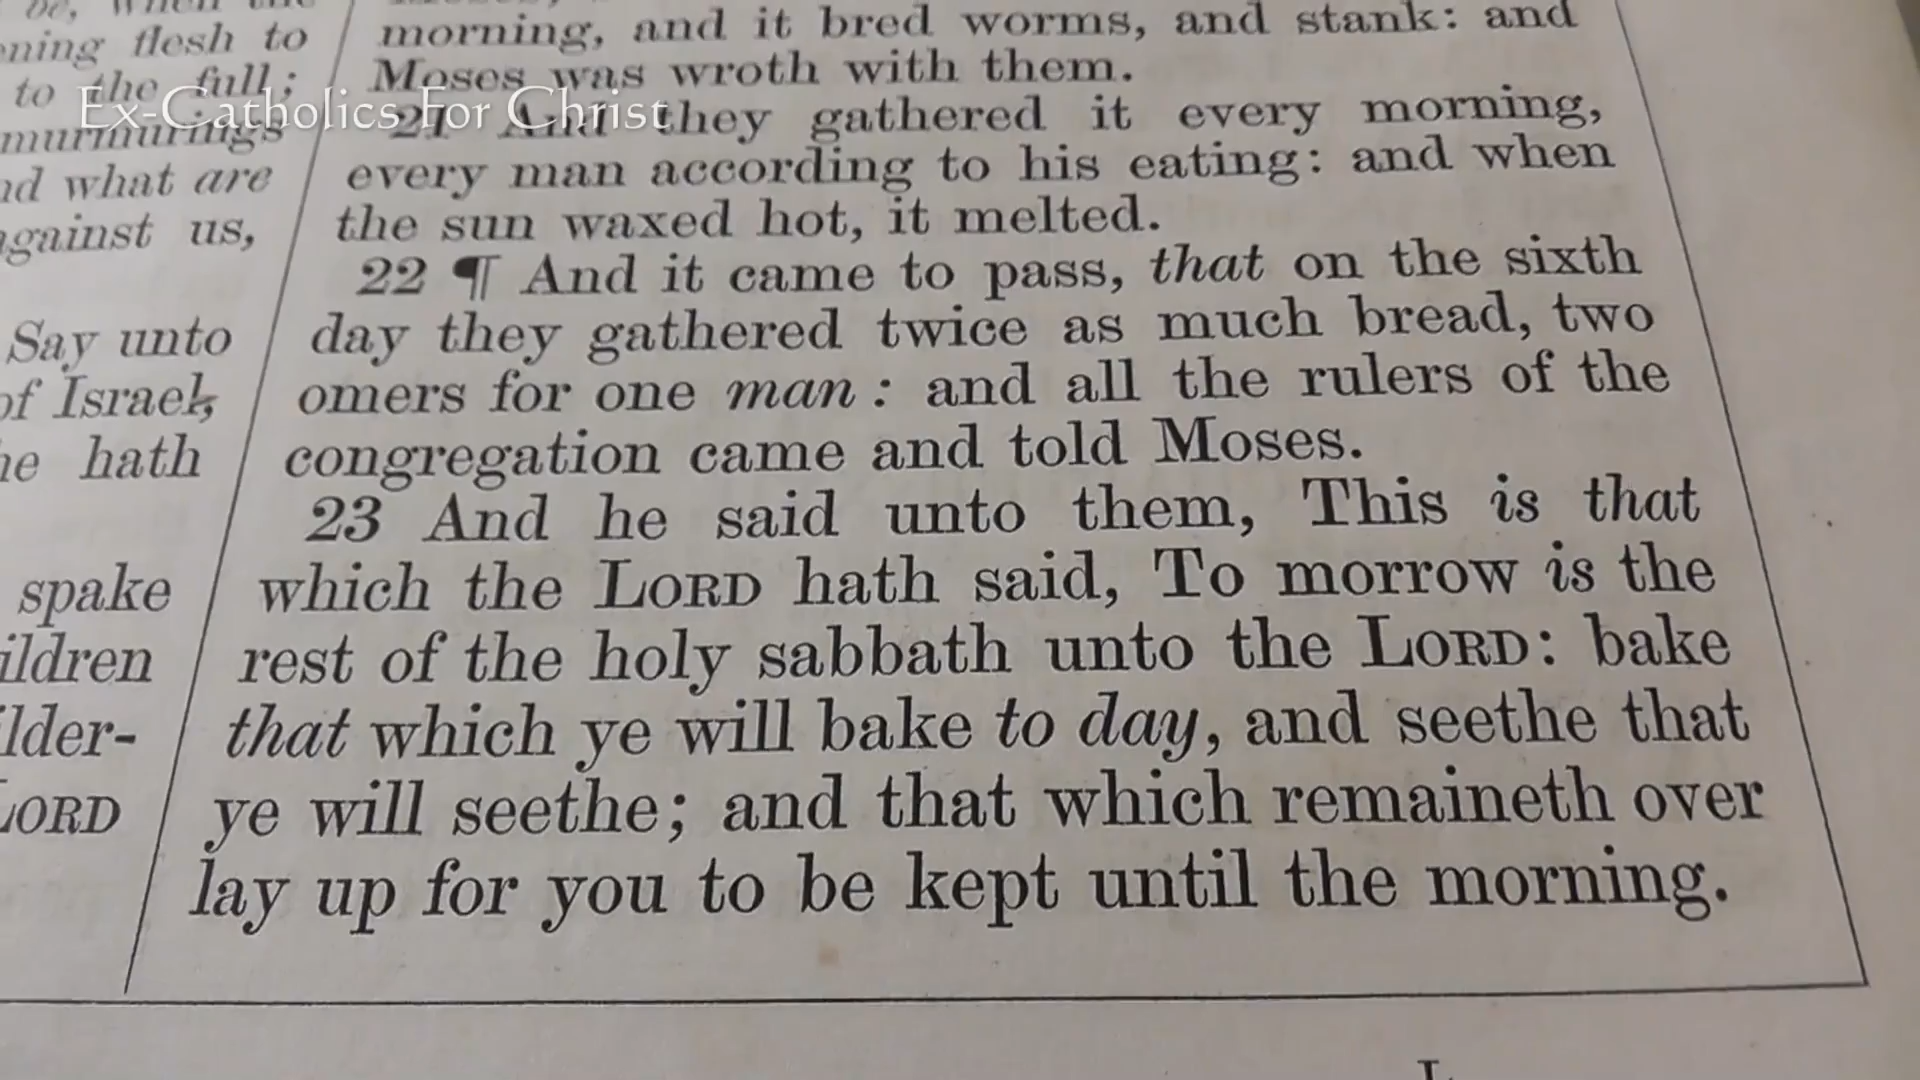 ning flesh to
to the full;
murmurings
what are
against us,
Say unto
of Israel,
hath
spake
LORD
morning, and it bred worms, and stank: and
Moses was wroth with them.
21 And they gathered it every morning,
every man according to his eating: and when
the sun waxed hot, it melted.
22 ¶ And it came to pass, that on the sixth
day they gathered twice as much bread, two
omers for one man: and all the rulers of the
congregation came and told Moses.
23 And he said unto them, This is that
which the LORD hath said, To morrow is the
rest of the holy sabbath unto the LORD: bake
that which ye will bake to day, and seethe that
ye will seethe; and that which remaineth over
lay up for you to be kept until the morning.
Ex-Catholics For Christ